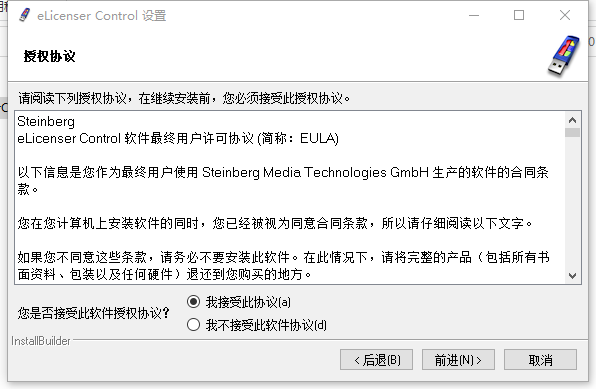 eLicenser Control 设置
授权协议
请阅读下列授权协议，在继续安装前，您必须接受此授权协议。
Steinberg
eLicenser Control 软件最终用户许可协议 (简称：EULA)
以下信息是您作为最终用户使用 Steinberg Media Technologies GmbH 生产的软件的合同条
款。
您在您计算机上安装软件的同时，您已经被视为同意合同条款，所以请仔细阅读以下文字。
如果您不同意这些条款，请务必不要安装此软件。在此情况下，请将完整的产品（包括所有书
面资料、包装以及任何硬件）退还到您购买的地方。
您是否接受此软件授权协议？
我接受此协议(a)
我不接受此软件协议(d)
InstallBuilder
< 后退(B)
前进(N) >
取消